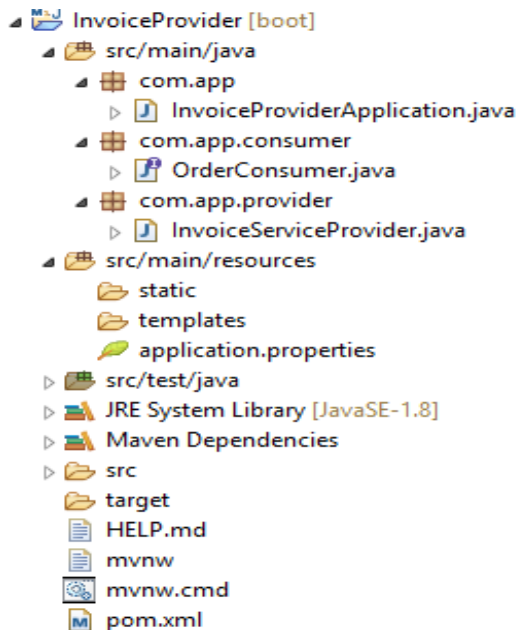 InvoiceProvider [boot]
src/main/java
com.app
InvoiceProviderApplication.java
com.app.consumer
OrderConsumer.java
com.app.provider
InvoiceServiceProvider.java
src/main/resources
static
templates
application.properties
src/test/java
JRE System Library [JavaSE-1.8]
Maven Dependencies
src
target
HELP.md
mvnw
mvnw.cmd
pom.xml